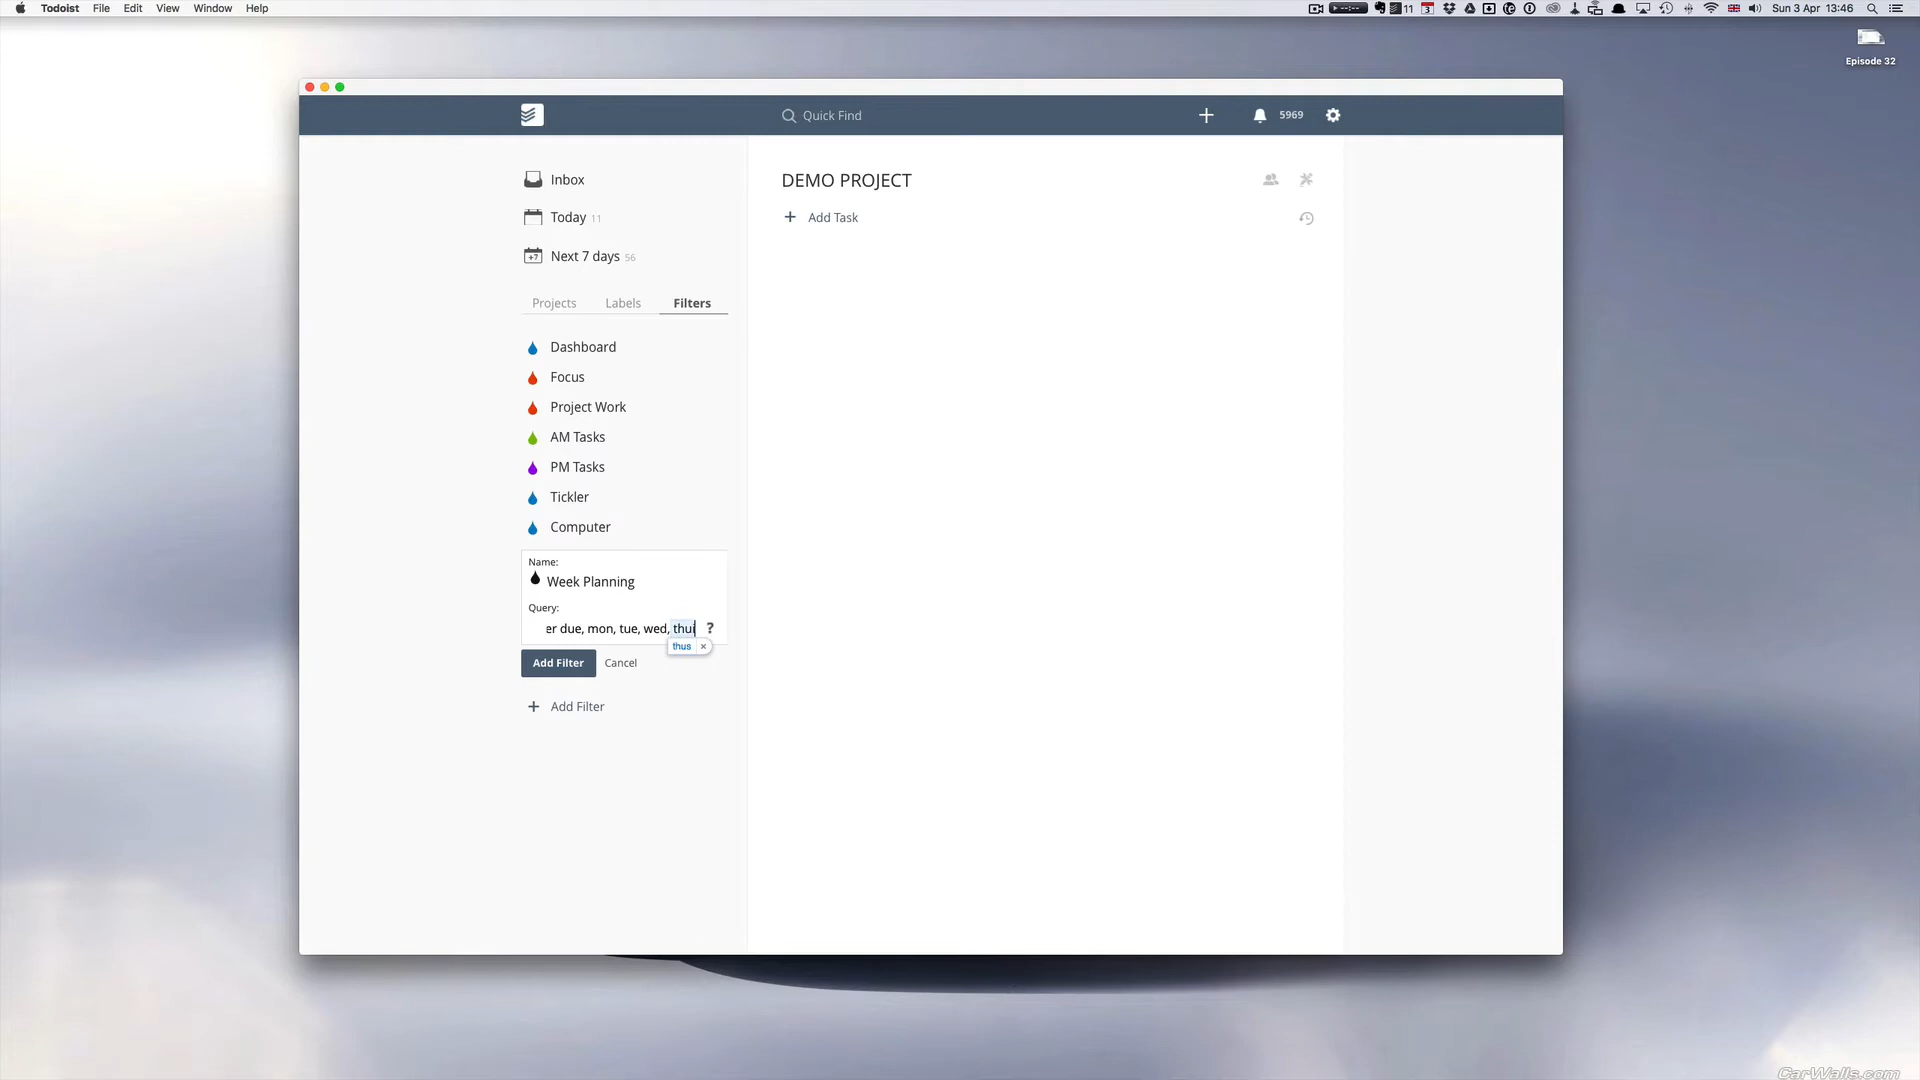 Todoist File Edit View Window Help
--:-- 11 3 Sun 3 Apr 13:46
Episode 32
Quick Find
5969
Inbox
Today 11
+7 Next 7 days 56
Projects Labels Filters
Dashboard
Focus
Project Work
AM Tasks
PM Tasks
Tickler
Computer
Name:
Week Planning
Query:
er due, mon, tue, wed, thui ?
thus ×
Add Filter Cancel
+ Add Filter
DEMO PROJECT
+ Add Task
CarWalls.com